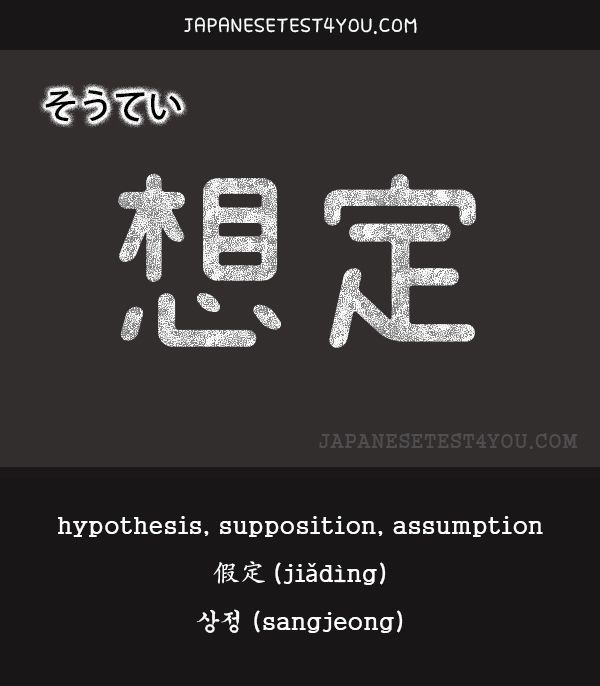 JAPANESETEST4YOU.COM
そうてい
想定
JAPANESETEST4YOU.COM
hypothesis, supposition, assumption
假定 (jiǎdìng)
상정 (sangjeong)